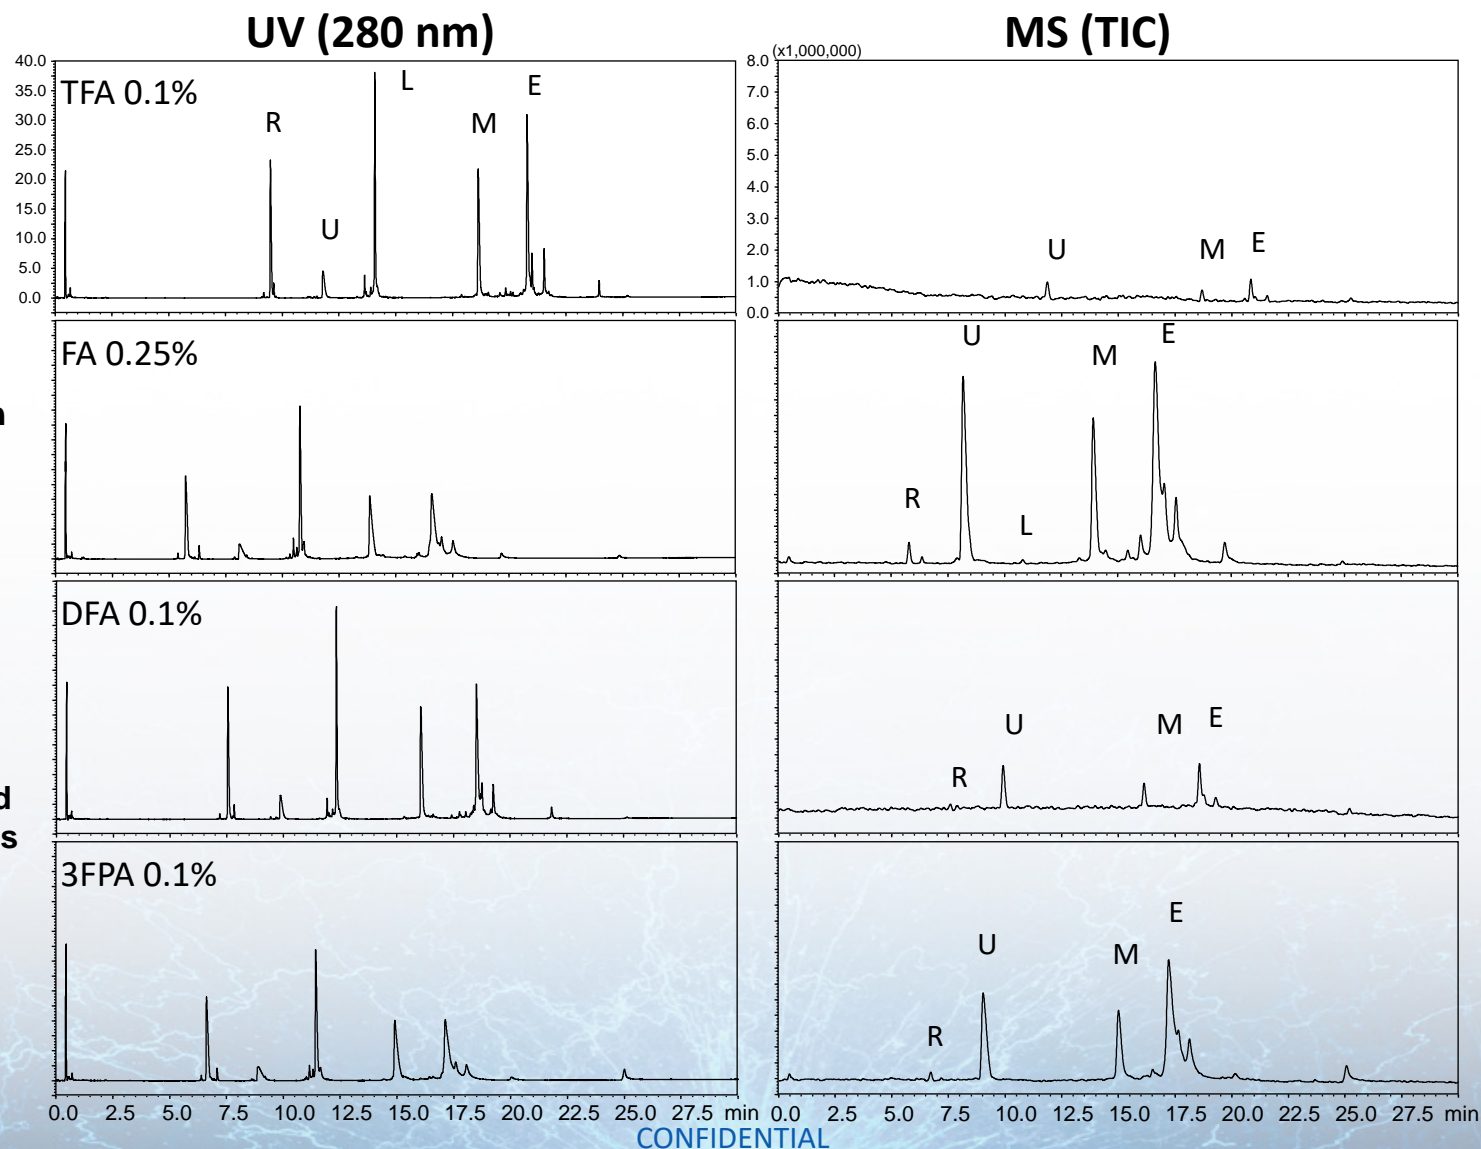 UV (280 nm)
MS (TIC)
(x1,000,000)
40.0
35.0
30.0
25.0
20.0
15.0
10.0
5.0
0.0
TFA 0.1%
R
U
L
M
E
8.0
7.0
6.0
5.0
4.0
3.0
2.0
1.0
0.0
U
M
E
FA 0.25%
R
U
L
M
E
n
DFA 0.1%
R
U
M
E
d
s
3FPA 0.1%
R
U
M
E
0.0 2.5 5.0 7.5 10.0 12.5 15.0 17.5 20.0 22.5 25.0 27.5 min
0.0 2.5 5.0 7.5 10.0 12.5 15.0 17.5 20.0 22.5 25.0 27.5 min
CONFIDENTIAL